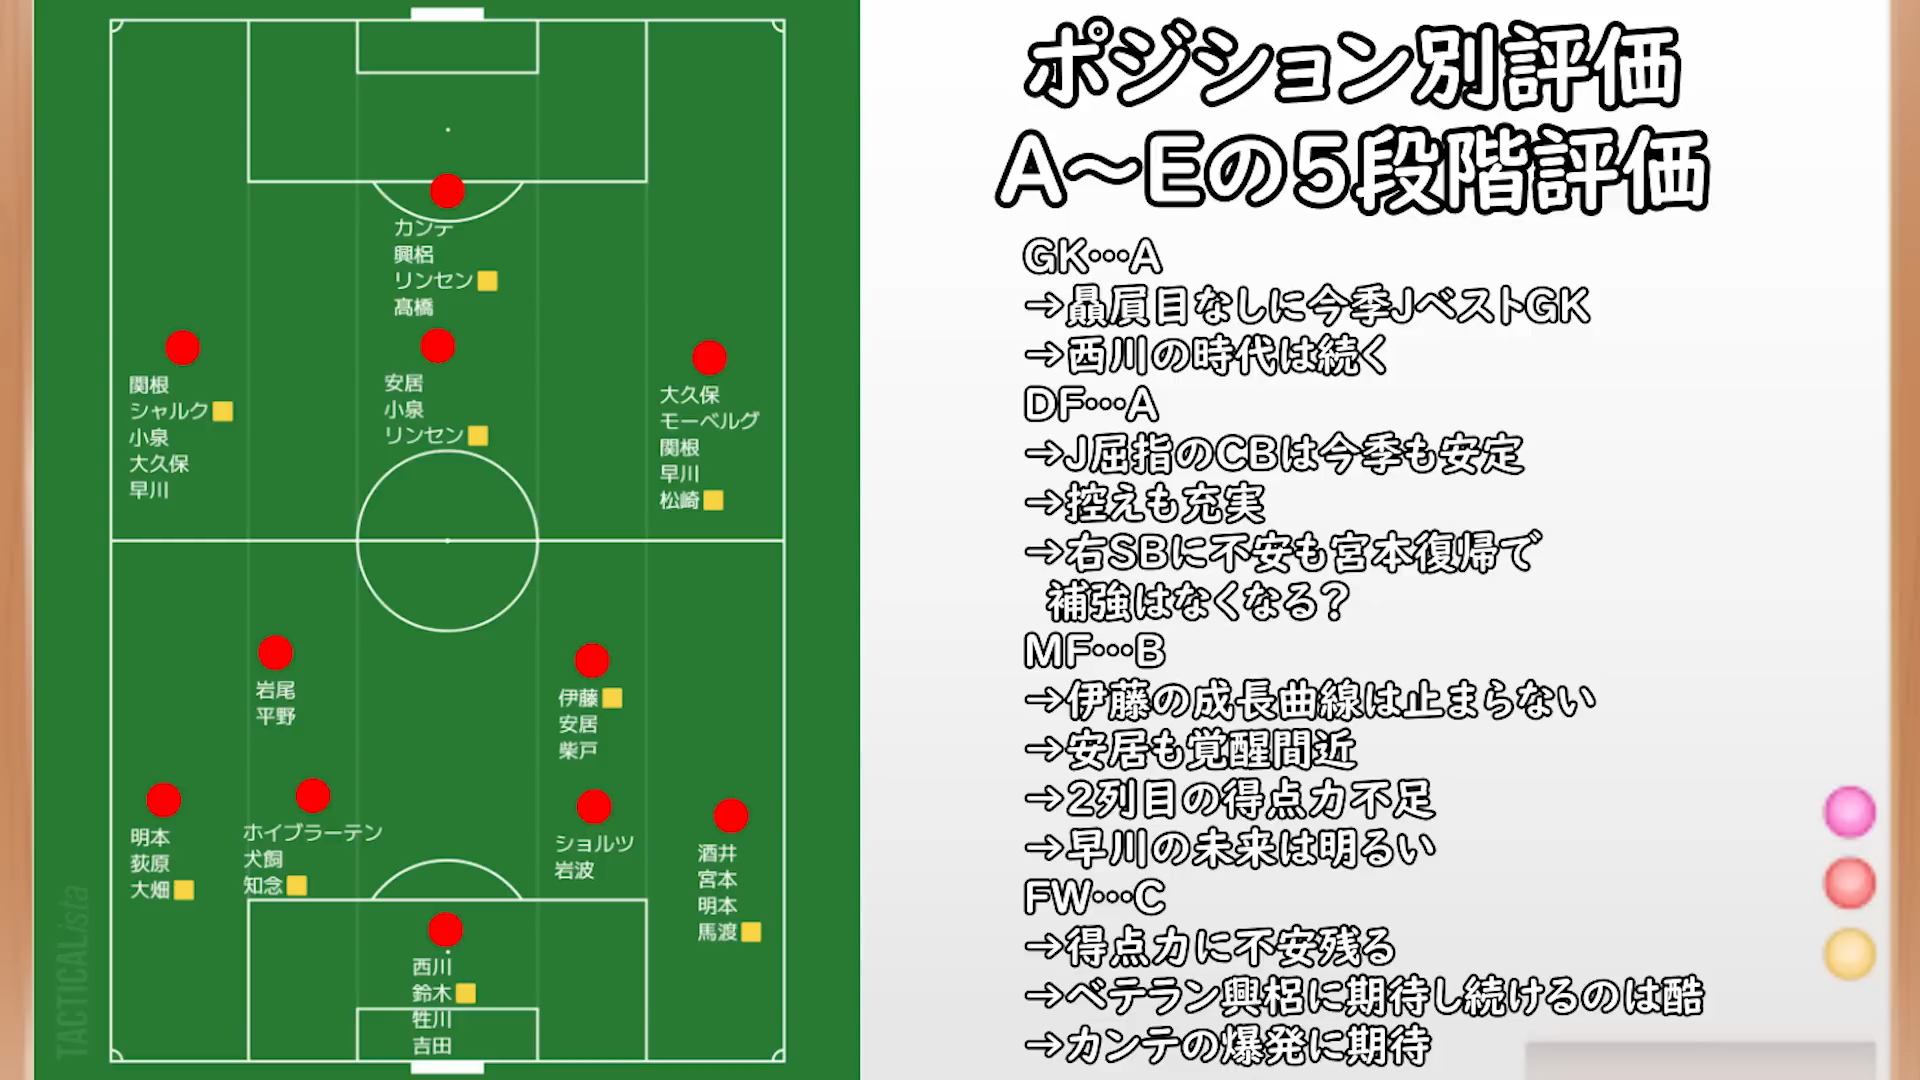 ポジション別評価
A～Eの5段階評価
GK…A
→贔屓目なしに今季JベストGK
→西川の時代は続く
DF…A
→J屈指のCBは今季も安定
→控えも充実
→右SBに不安も宮本復帰で
補強はなくなる？
MF…B
→伊藤の成長曲線は止まらない
→安居も覚醒間近
→2列目の得点力不足
→早川の未来は明るい
FW…C
→得点力に不安残る
→ベテラン興梠に期待し続けるのは酷
→カンテの爆発に期待
カンテ
興梠
リンセン
髙橋
関根
シャルク
小泉
大久保
早川
安居
小泉
リンセン
大久保
モーベルグ
関根
早川
松崎
岩尾
平野
伊藤
安居
柴戸
明本
荻原
大畑
ホイブラーテン
犬飼
知念
ショルツ
岩波
酒井
宮本
明本
馬渡
西川
鈴木
牲川
吉田
TACTICALista